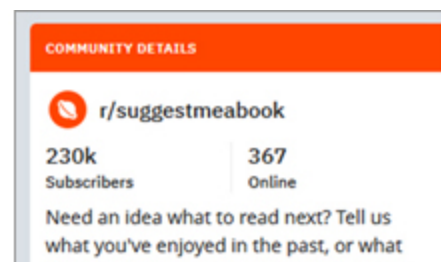 COMMUNITY DETAILS
r/suggestmeabook
230k 367
Subscribers Online
Need an idea what to read next? Tell us
what you've enjoyed in the past, or what